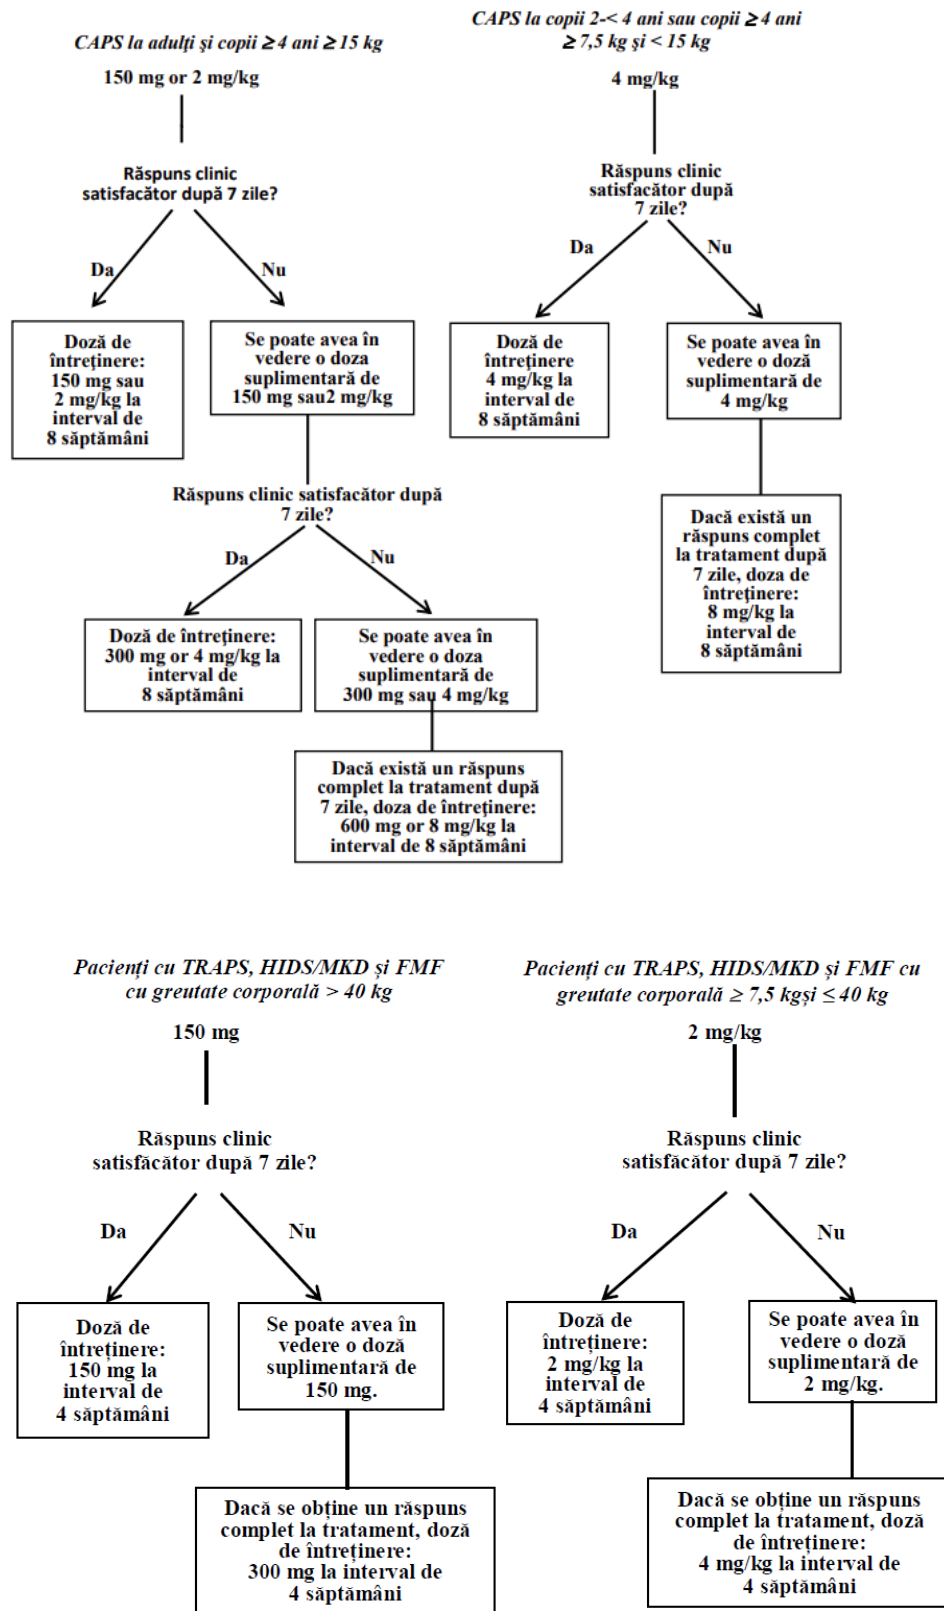 CAPS la adulți și copii ≥ 4 ani ≥ 15 kg
150 mg or 2 mg/kg
Răspuns clinic
satisfacător după 7 zile?
Da
Nu
Doză de
întreținere:
150 mg sau
2 mg/kg la
interval de
8 săptămâni
Se poate avea în
vedere o doza
suplimentară de
150 mg sau2 mg/kg
Răspuns clinic satisfacător după
7 zile?
Da
Nu
Doză de întreținere:
300 mg or 4 mg/kg la
interval de
8 săptămâni
Se poate avea în
vedere o doza
suplimentară de
300 mg sau 4 mg/kg
Dacă există un răspuns
complet la tratament după
7 zile, doza de întreținere:
600 mg or 8 mg/kg la
interval de 8 săptămâni
CAPS la copii 2-< 4 ani sau copii ≥ 4 ani
≥ 7,5 kg și < 15 kg
4 mg/kg
Răspuns clinic
satisfacător după
7 zile?
Da
Nu
Doză de
întreținere
4 mg/kg la
interval de
8 săptămâni
Se poate avea în
vedere o doză
suplimentară de
4 mg/kg
Dacă există un
răspuns complet
la tratament după
7 zile, doza de
întreținere:
8 mg/kg la
interval de
8 săptămâni
Pacienți cu TRAPS, HIDS/MKD și FMF
cu greutate corporală > 40 kg
150 mg
Răspuns clinic
satisfăcător după 7 zile?
Da
Nu
Doză de
întreținere:
150 mg la
interval de
4 săptămâni
Se poate avea în
vedere o doză
suplimentară de
150 mg.
Dacă se obține un răspuns
complet la tratament, doză
de întreținere:
300 mg la interval de
4 săptămâni
Pacienți cu TRAPS, HIDS/MKD și FMF cu
greutate corporală ≥ 7,5 kgși ≤ 40 kg
2 mg/kg
Răspuns clinic
satisfăcător după 7 zile?
Da
Nu
Doză de
întreținere:
2 mg/kg la
interval de
4 săptămâni
Se poate avea în
vedere o doză
suplimentară de
2 mg/kg.
Dacă se obține un răspuns
complet la tratament, doză
de întreținere:
4 mg/kg la interval de
4 săptămâni